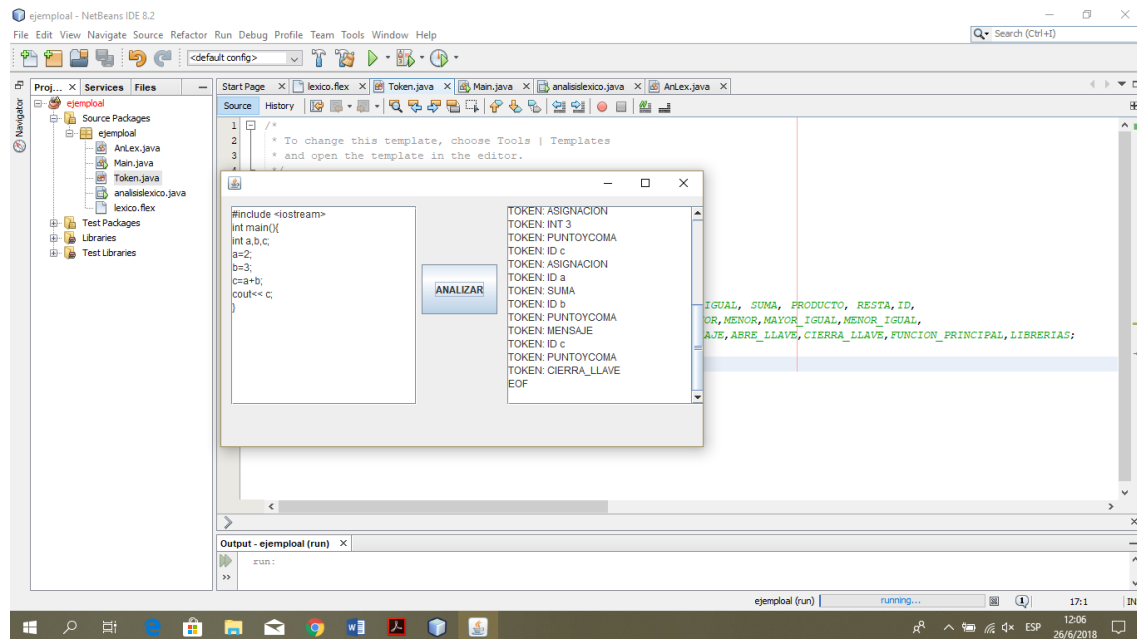 ejemploal - NetBeans IDE 8.2
File Edit View Navigate Source Refactor Run Debug Profile Team Tools Window Help
Search (Ctrl+I)
<default config>
Proj... × Services Files
Start Page × lexico.flex × Token.java × Main.java × analisislexico.java × AnLex.java ×
Navigator
ejemploal
Source Packages
ejemploal
AnLex.java
Main.java
Token.java
analisislexico.java
lexico.flex
Test Packages
Libraries
Test Libraries
Source History
1 /*
2 * To change this template, choose Tools | Templates
3 * and open the template in the editor.
#include <iostream>
int main(){
int a,b,c;
a=2;
b=3;
c=a+b;
cout<< c;
}
ANALIZAR
TOKEN: ASIGNACION
TOKEN: INT 3
TOKEN: PUNTOYCOMA
TOKEN: ID c
TOKEN: ASIGNACION
TOKEN: ID a
TOKEN: SUMA
TOKEN: ID b
TOKEN: PUNTOYCOMA
TOKEN: MENSAJE
TOKEN: ID c
TOKEN: PUNTOYCOMA
TOKEN: CIERRA_LLAVE
EOF
IGUAL, SUMA, PRODUCTO, RESTA,ID,
OR,MENOR,MAYOR_IGUAL,MENOR_IGUAL,
AJE,ABRE_LLAVE,CIERRA_LLAVE,FUNCION_PRINCIPAL,LIBRERIAS;
Output - ejemploal (run) ×
run:
ejemploal (run) running... 1 17:1 IN
ESP
12:06
26/6/2018